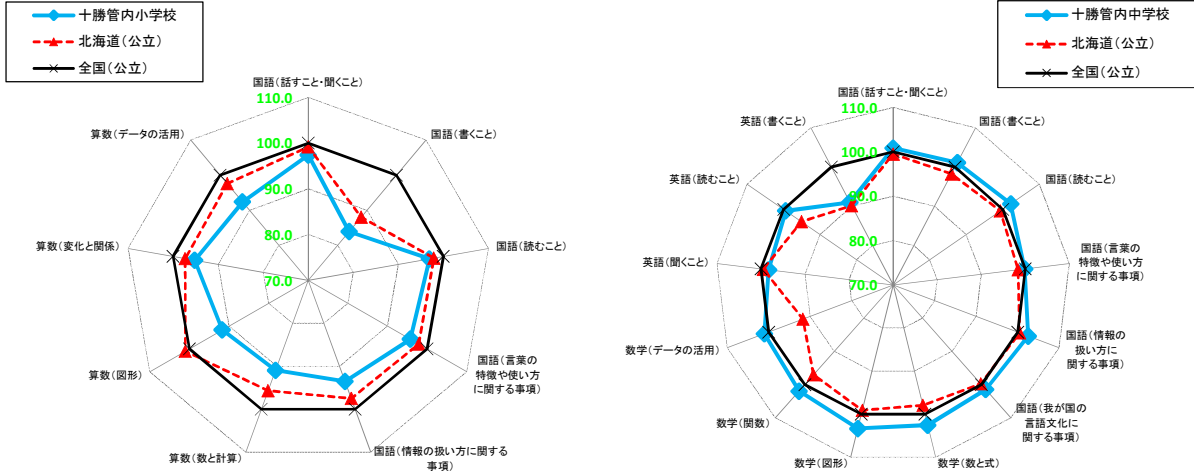 十勝管内小学校
北海道(公立)
全国(公立)
国語(話すこと・聞くこと)
国語(書くこと)
国語(読むこと)
国語(言葉の
特徴や使い方
に関する事項)
国語(情報の扱い方に関する
事項)
算数(数と計算)
算数(図形)
算数(変化と関係)
算数(データの活用)
110.0
100.0
90.0
80.0
70.0
十勝管内中学校
北海道(公立)
全国(公立)
国語(話すこと・聞くこと)
国語(書くこと)
国語(読むこと)
国語(言葉の
特徴や使い方
に関する事項)
国語(情報の
扱い方に
関する事項)
国語(我が国の
言語文化に
関する事項)
数学(数と式)
数学(図形)
数学(関数)
数学(データの活用)
英語(聞くこと)
英語(読むこと)
英語(書くこと)
110.0
100.0
90.0
80.0
70.0